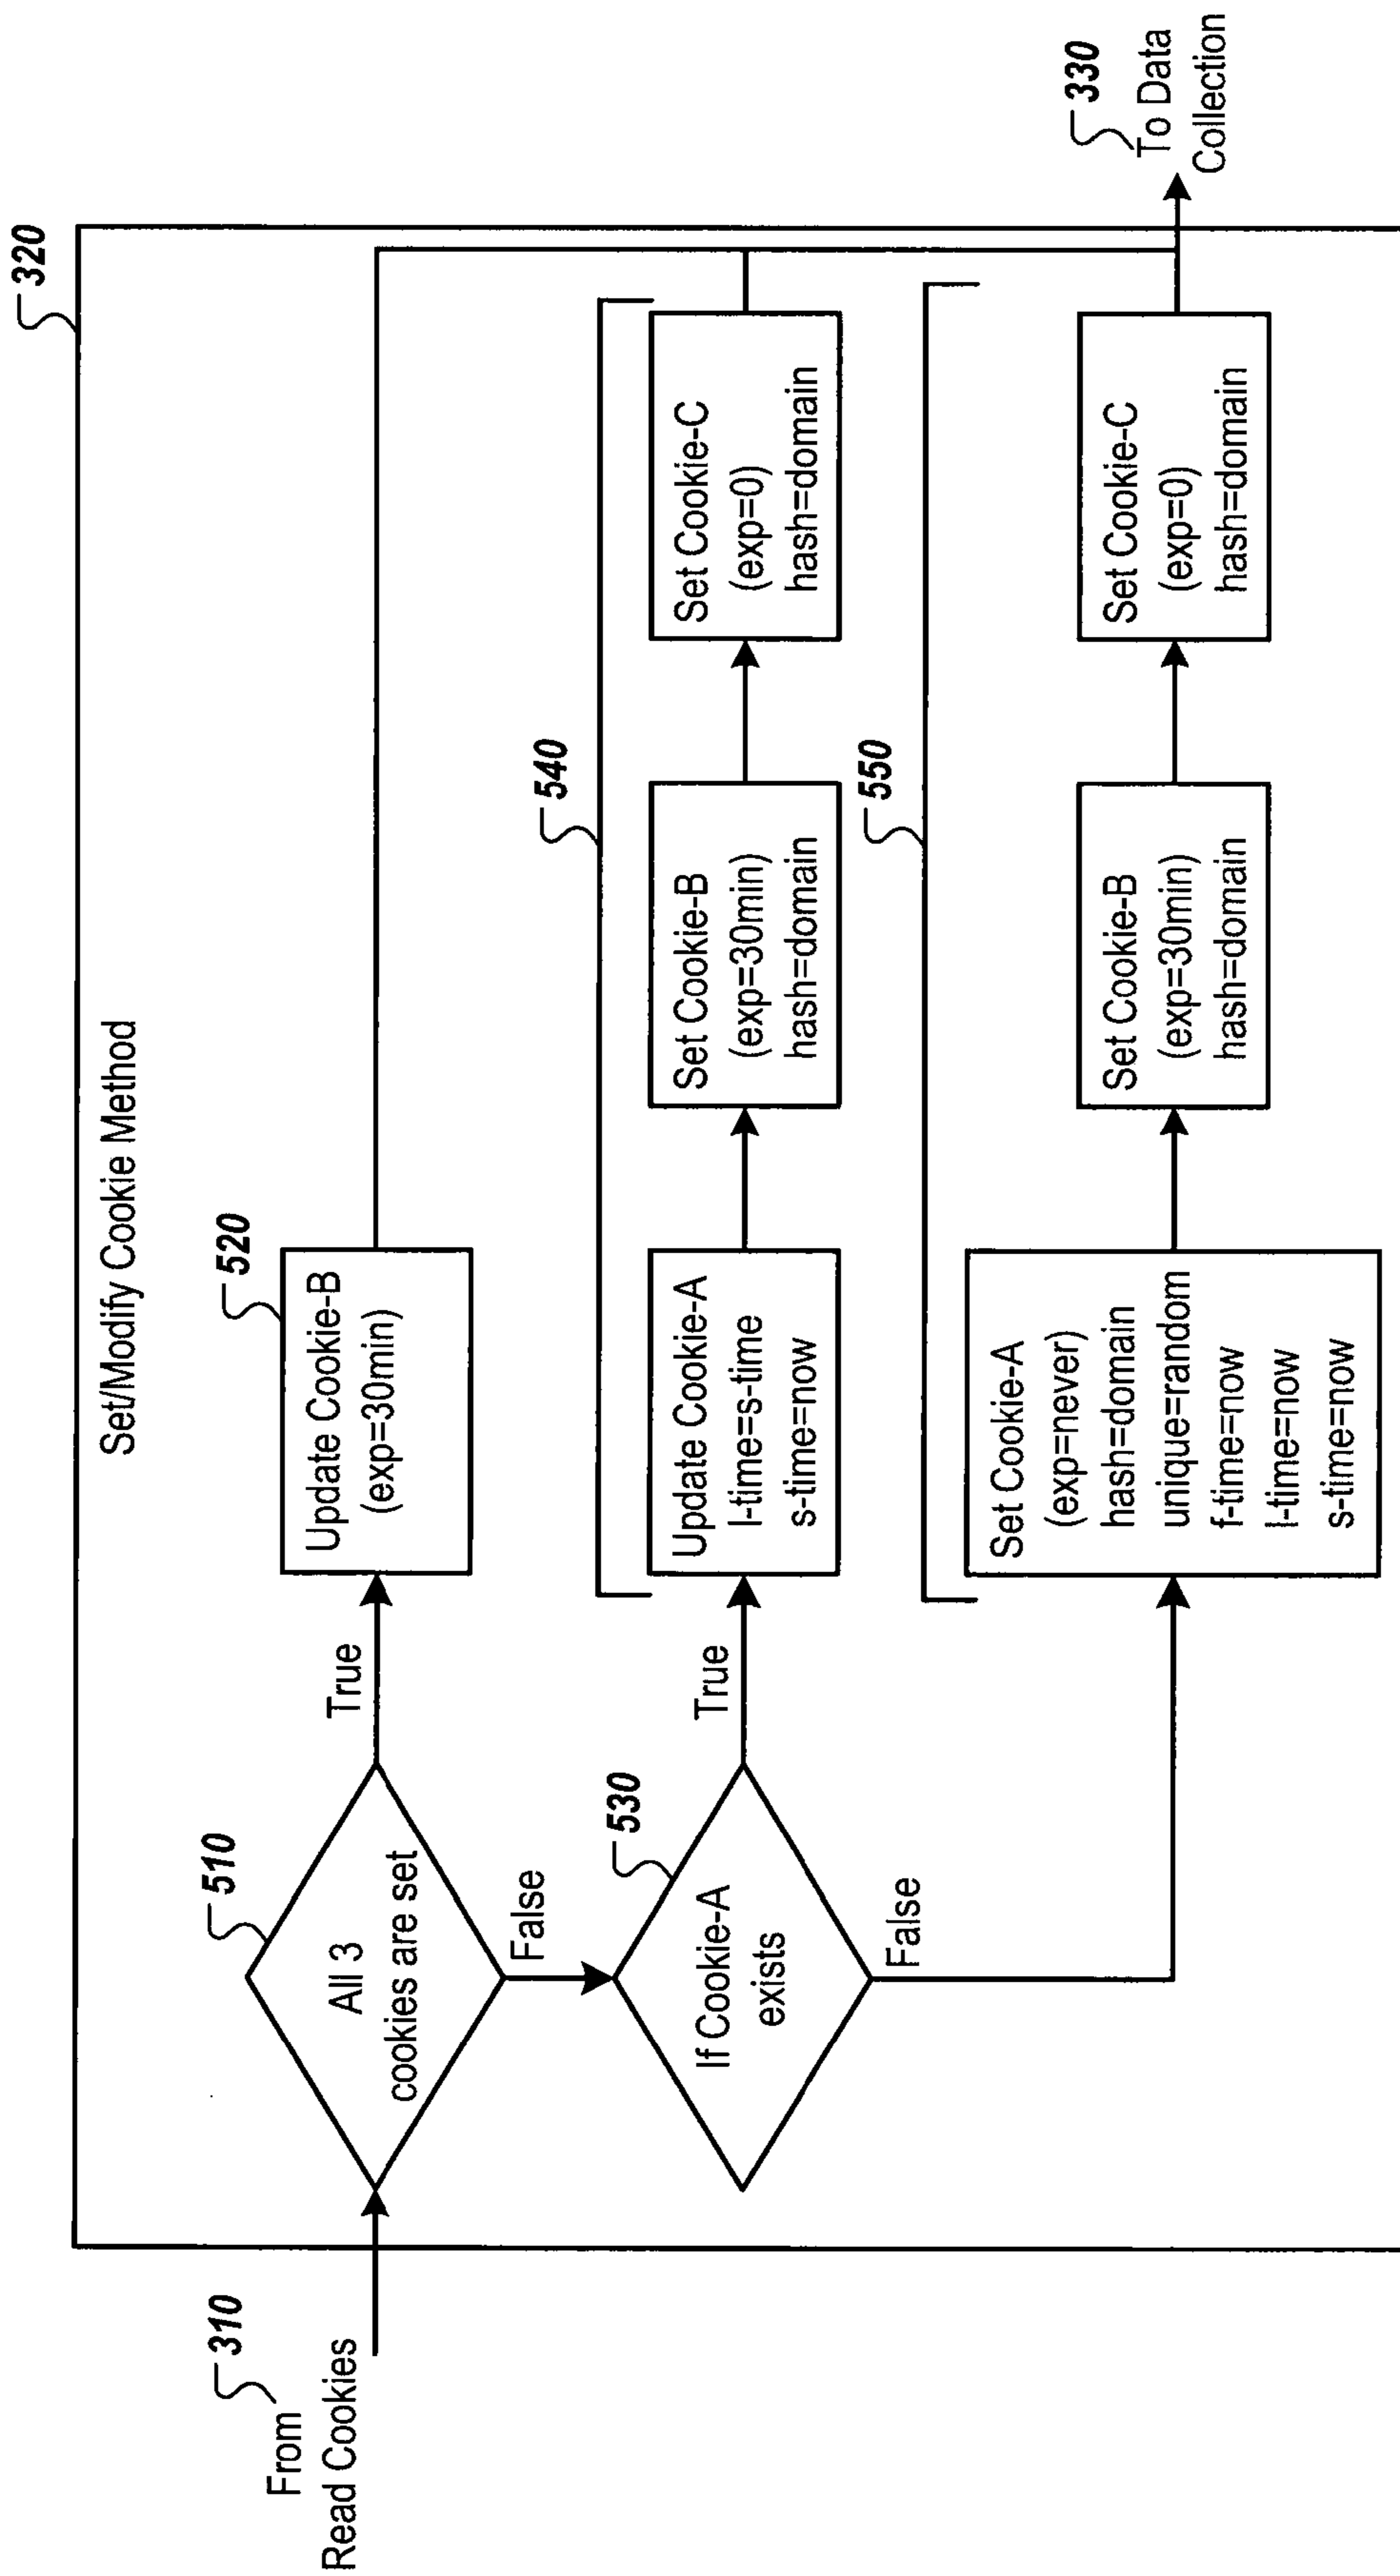 320
Set/Modify Cookie Method
310
From
Read Cookies
510
All 3
cookies are set
True
False
520
Update Cookie-B
(exp=30min)
530
If Cookie-A
exists
True
False
540
Update Cookie-A
l-time=s-time
s-time=now
Set Cookie-B
(exp=30min)
hash=domain
Set Cookie-C
(exp=0)
hash=domain
550
Set Cookie-A
(exp=never)
hash=domain
unique=random
f-time=now
l-time=now
s-time=now
Set Cookie-B
(exp=30min)
hash=domain
Set Cookie-C
(exp=0)
hash=domain
330
To Data
Collection